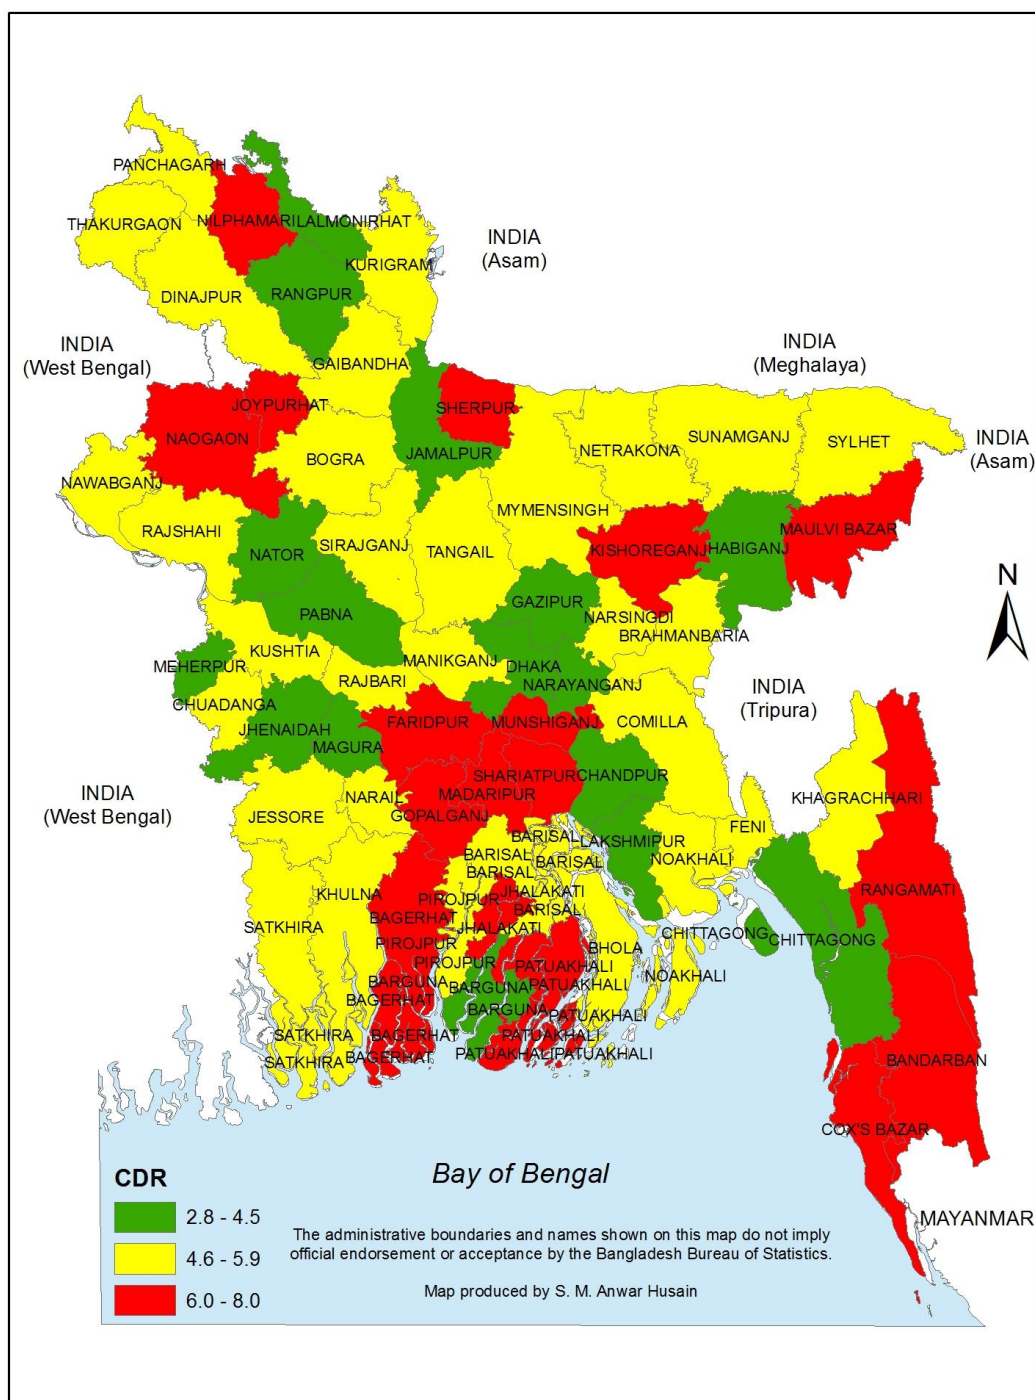 PANCHAGARH
THAKURGAON
NILPHAMARI
LALMONIRHAT
KURIGRAM
INDIA
(Asam)
DINAJPUR
RANGPUR
INDIA
(West Bengal)
GAIBANDHA
INDIA
(Meghalaya)
JOYPURHAT
SHERPUR
NAOGAON
JAMALPUR
BOGRA
NETRAKONA
SUNAMGANJ
SYLHET
INDIA
(Asam)
NAWABGANJ
RAJSHAHI
MYMENSINGH
NATOR
SIRAJGANJ
TANGAIL
KISHOREGANJ
HABIGANJ
MAULVI BAZAR
N
PABNA
GAZIPUR
NARSINGDI
BRAHMANBARIA
KUSHTIA
MEHERPUR
MANIKGANJ
DHAKA
RAJBARI
NARAYANGANJ
INDIA
(Tripura)
CHUADANGA
JHENAIDAH
FARIDPUR
MUNSHIGANJ
COMILLA
MAGURA
SHARIATPUR
CHANDPUR
MADARIPUR
INDIA
(West Bengal)
NARAIL
JESSORE
GOPALGANJ
KHAGRACHHARI
FENI
BARISAL
LAKSHMIPUR
BARISAL
BARISAL
NOAKHALI
BARISAL
KHULNA
PIROJPUR
JHALAKATI
RANGAMATI
BAGERHAT
BARISAL
SATKHIRA
JHALAKATI
CHITTAGONG
CHITTAGONG
PIROJPUR
BHOLA
PIROJPUR
PATUAKHALI
NOAKHALI
BARGUNA
BARGUNA
PATUAKHALI
BAGERHAT
BARGUNA
PATUAKHALI
SATKHIRA
BAGERHAT
PATUAKHALI
BAGERHAT
PATUAKHALI
PATUAKHALI
SATKHIRA
BANDARBAN
COX'S BAZAR
Bay of Bengal
CDR
2.8 - 4.5
4.6 - 5.9
6.0 - 8.0
The administrative boundaries and names shown on this map do not imply
official endorsement or acceptance by the Bangladesh Bureau of Statistics.
Map produced by S. M. Anwar Husain
MAYANMAR